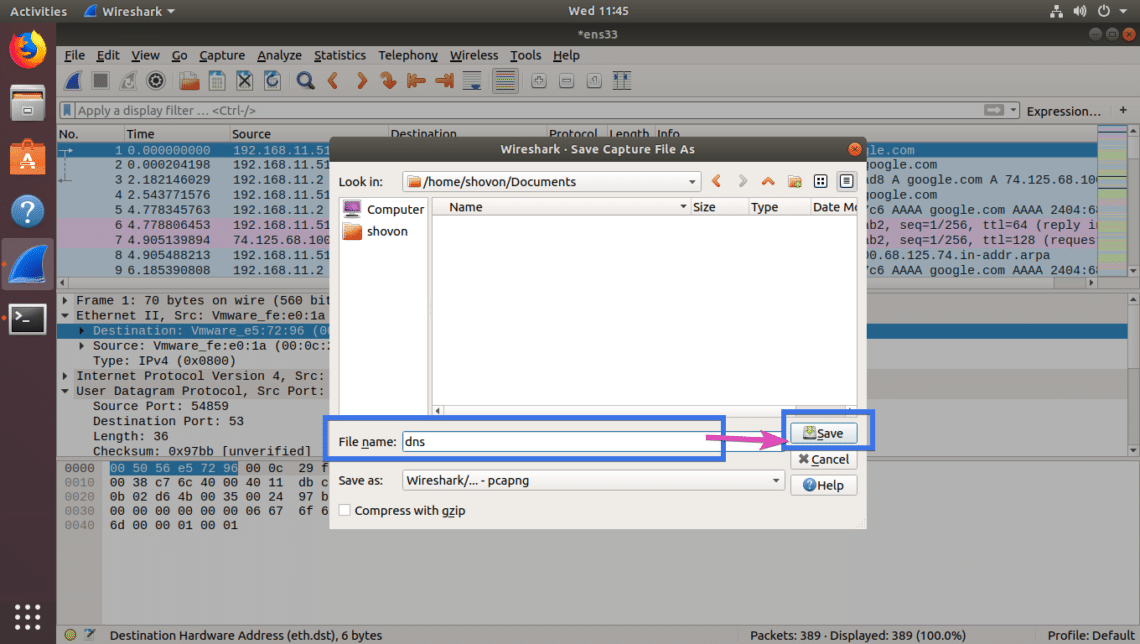 Activities Wireshark Wed 11:45
*ens33
File Edit View Go Capture Analyze Statistics Telephony Wireless Tools Help
Apply a display filter ... <Ctrl-/> Expression… +
No. Time Source Destination Protocol Length Info
Wireshark · Save Capture File As
1 0.000000000 192.168.11.51 gle.com
2 0.000204198 192.168.11.51 google.com
3 2.182146029 192.168.11.2 ad8 A google.com A 74.125.68.10
4 2.543771576 192.168.11.51
5 4.778345763 192.168.11.2 7c6 AAAA google.com AAAA 2404:6
6 4.778806453 192.168.11.51 ab2, seq=1/256, ttl=64 (reply i
7 4.905139894 74.125.68.100 ab2, seq=1/256, ttl=128 (reques
8 4.905488213 192.168.11.51 00.68.125.74.in-addr.arpa
9 6.185390808 192.168.11.2 7c6 AAAA google.com AAAA 2404:6
Look in: /home/shovon/Documents
Computer
shovon
Name Size Type Date Mo
Frame 1: 70 bytes on wire (560 bit
Ethernet II, Src: Vmware_fe:e0:1a
Destination: Vmware_e5:72:96 (00
Source: Vmware_fe:e0:1a (00:0c:2
Type: IPv4 (0x0800)
Internet Protocol Version 4, Src:
User Datagram Protocol, Src Port:
Source Port: 54859
Destination Port: 53
Length: 36
Checksum: 0x97bb [unverified]
File name: dns Save
Cancel
Save as: Wireshark/... - pcapng Help
Compress with gzip
0000 00 50 56 e5 72 96 00 0c 29 f
0010 00 38 c7 6c 40 00 40 11 db c
0020 0b 02 d6 4b 00 35 00 24 97 b
0030 00 00 00 00 00 00 06 67 6f 6
0040 6d 00 00 01 00 01
Destination Hardware Address (eth.dst), 6 bytes Packets: 389 · Displayed: 389 (100.0%) Profile: Default